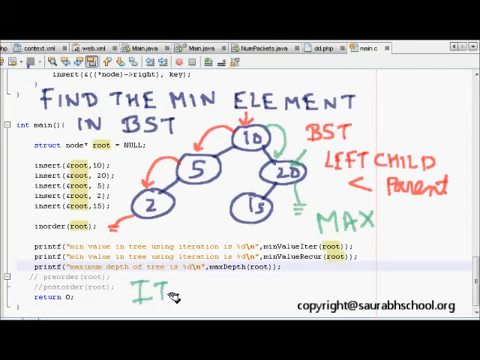 context.xml
web.xml
Main.java
Main.java
NumPackets.java
dd.php
main.c
insert(&((*node)->right), key);
}
}
FIND THE MIN ELEMENT
IN BST
int main(){
struct node* root = NULL;
insert(&root,10);
insert(&root, 20);
insert(&root, 5);
insert(&root, 2);
insert(&root,15);
inorder(root);
10
5
20
2
15
BST
LEFT CHILD
< Parent
MAX
printf("min value in tree using iteration is %d\n",minValueIter(root));
printf("min value in tree using iteration is %d\n",minValueRecur(root));
printf("maximum depth of tree is %d\n",maxDepth(root));
// preorder(root);
//postorder(root);
return 0;
IT
copyright@saurabhschool.org
}